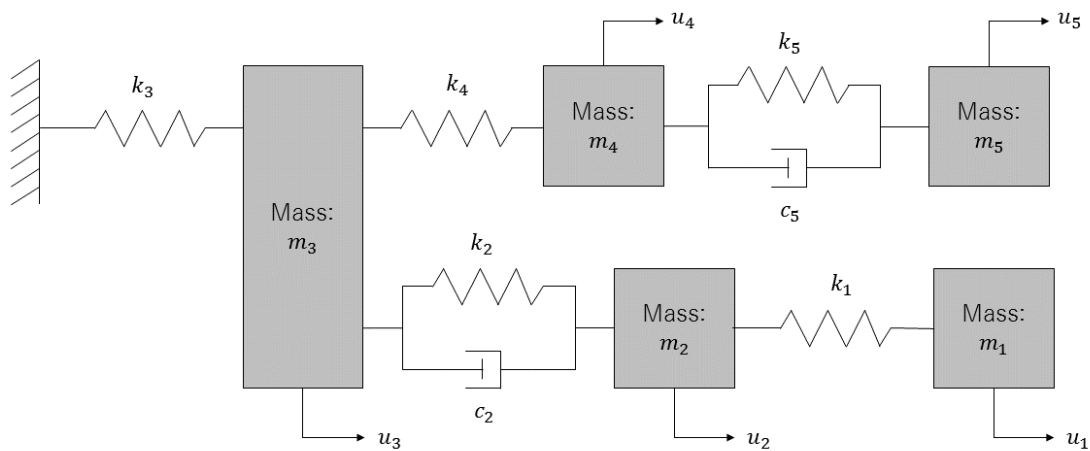 u₄
u₅
k₅
k₃
k₄
Mass:
m₄
Mass:
m₅
c₅
Mass:
m₃
k₂
k₁
Mass:
m₂
Mass:
m₁
c₂
u₃
u₂
u₁